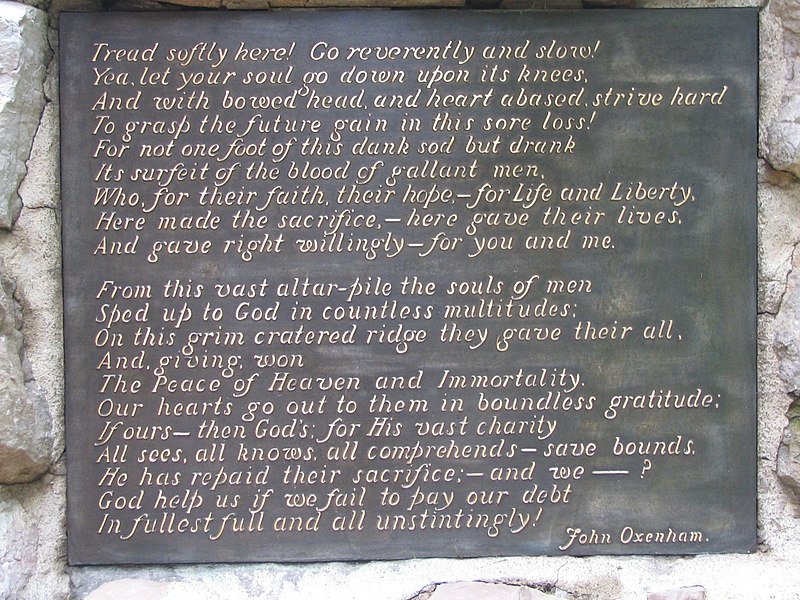 Tread softly here! Go reverently and slow!
Yea, let your soul go down upon its knees,
And with bowed head, and heart abased, strive hard
To grasp the future gain in this sore loss!
For not one foot of this dank sod but drank
Its surfeit of the blood of gallant men,
Who, for their faith, their hope,—for Life and Liberty,
Here made the sacrifice,—here gave their lives,
And gave right willingly—for you and me.

From this vast altar-pile the souls of men
Sped up to God in countless multitudes;
On this grim cratered ridge they gave their all,
And, giving, won
The Peace of Heaven and Immortality.
Our hearts go out to them in boundless gratitude;
If ours—then God's; for His vast charity
All sees, all knows, all comprehends—save bounds.
He has repaid their sacrifice;—and we — ?
God help us if we fail to pay our debt
In fullest full and all unstintingly!
John Oxenham.